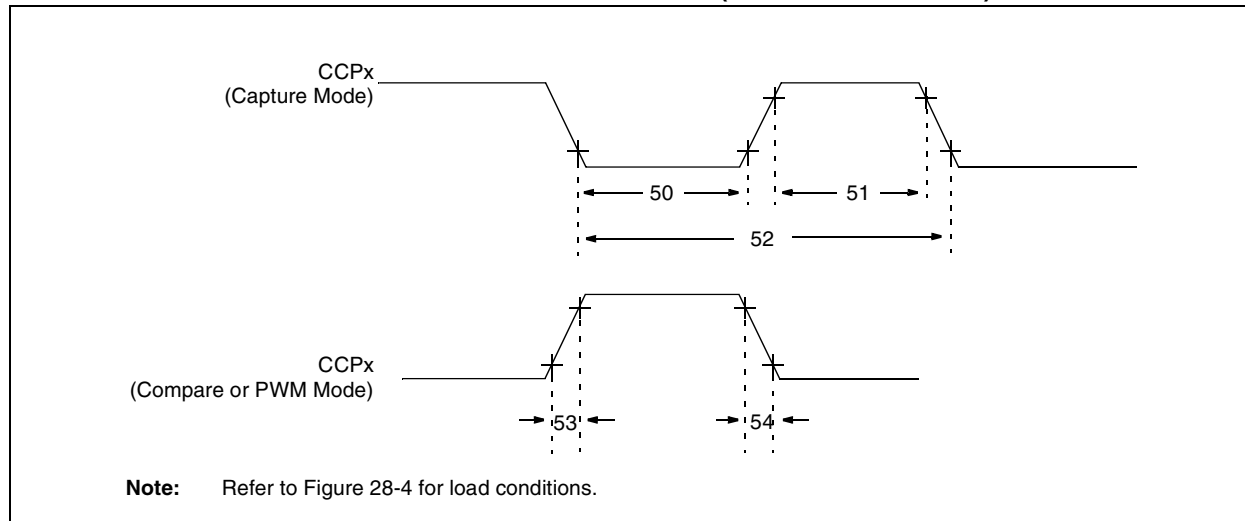 CCPx
(Capture Mode)
50
51
52
CCPx
(Compare or PWM Mode)
53
54
Note: Refer to Figure 28-4 for load conditions.